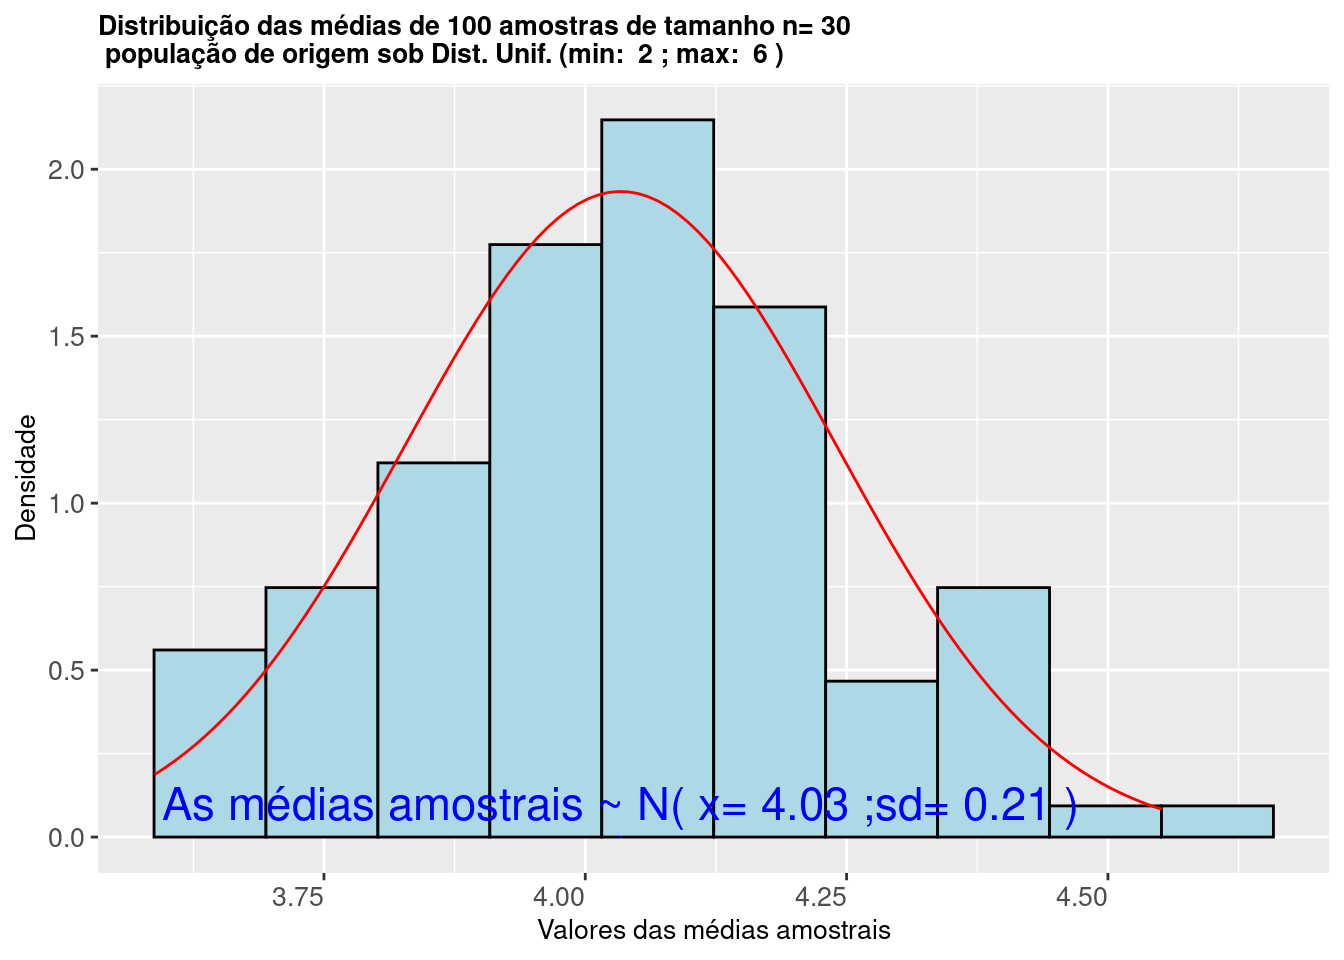 Distribuição das médias de 100 amostras de tamanho n= 30
população de origem sob Dist. Unif. (min:  2 ; max:  6 )
Densidade
2.0
1.5
1.0
0.5
0.0
As médias amostrais ~ N( x= 4.03 ;sd= 0.21 )
3.75
4.00
4.25
4.50
Valores das médias amostrais